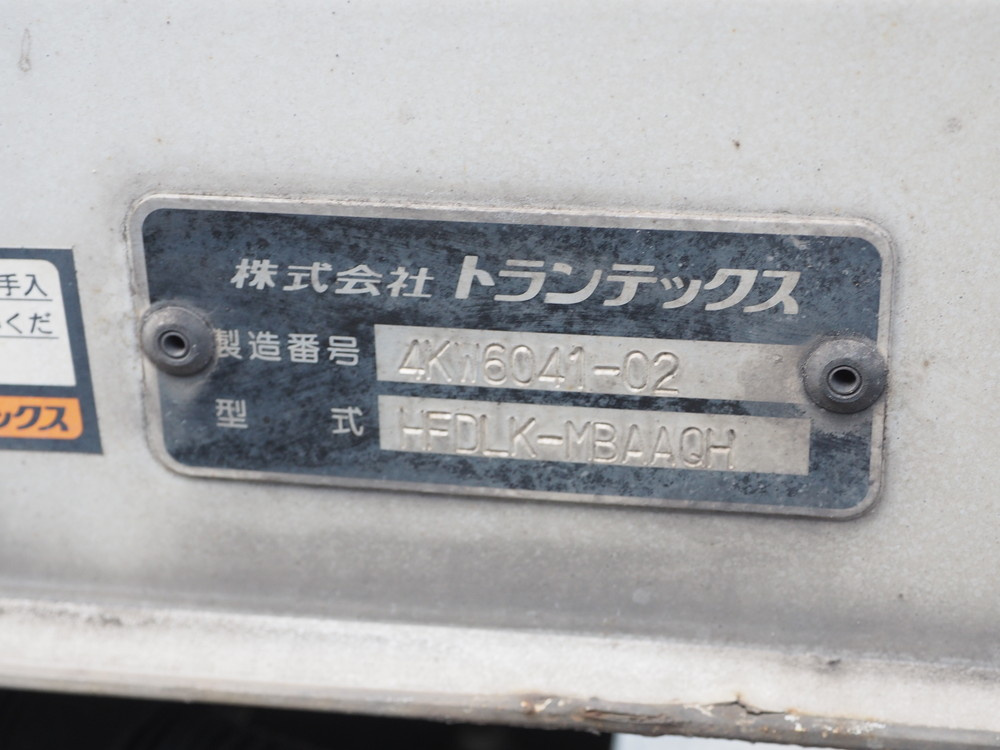 株式会社 トランテックス
製造番号 4KW6041-02
型式 HFDLK-MBAAQH
手入
くだ
ックス